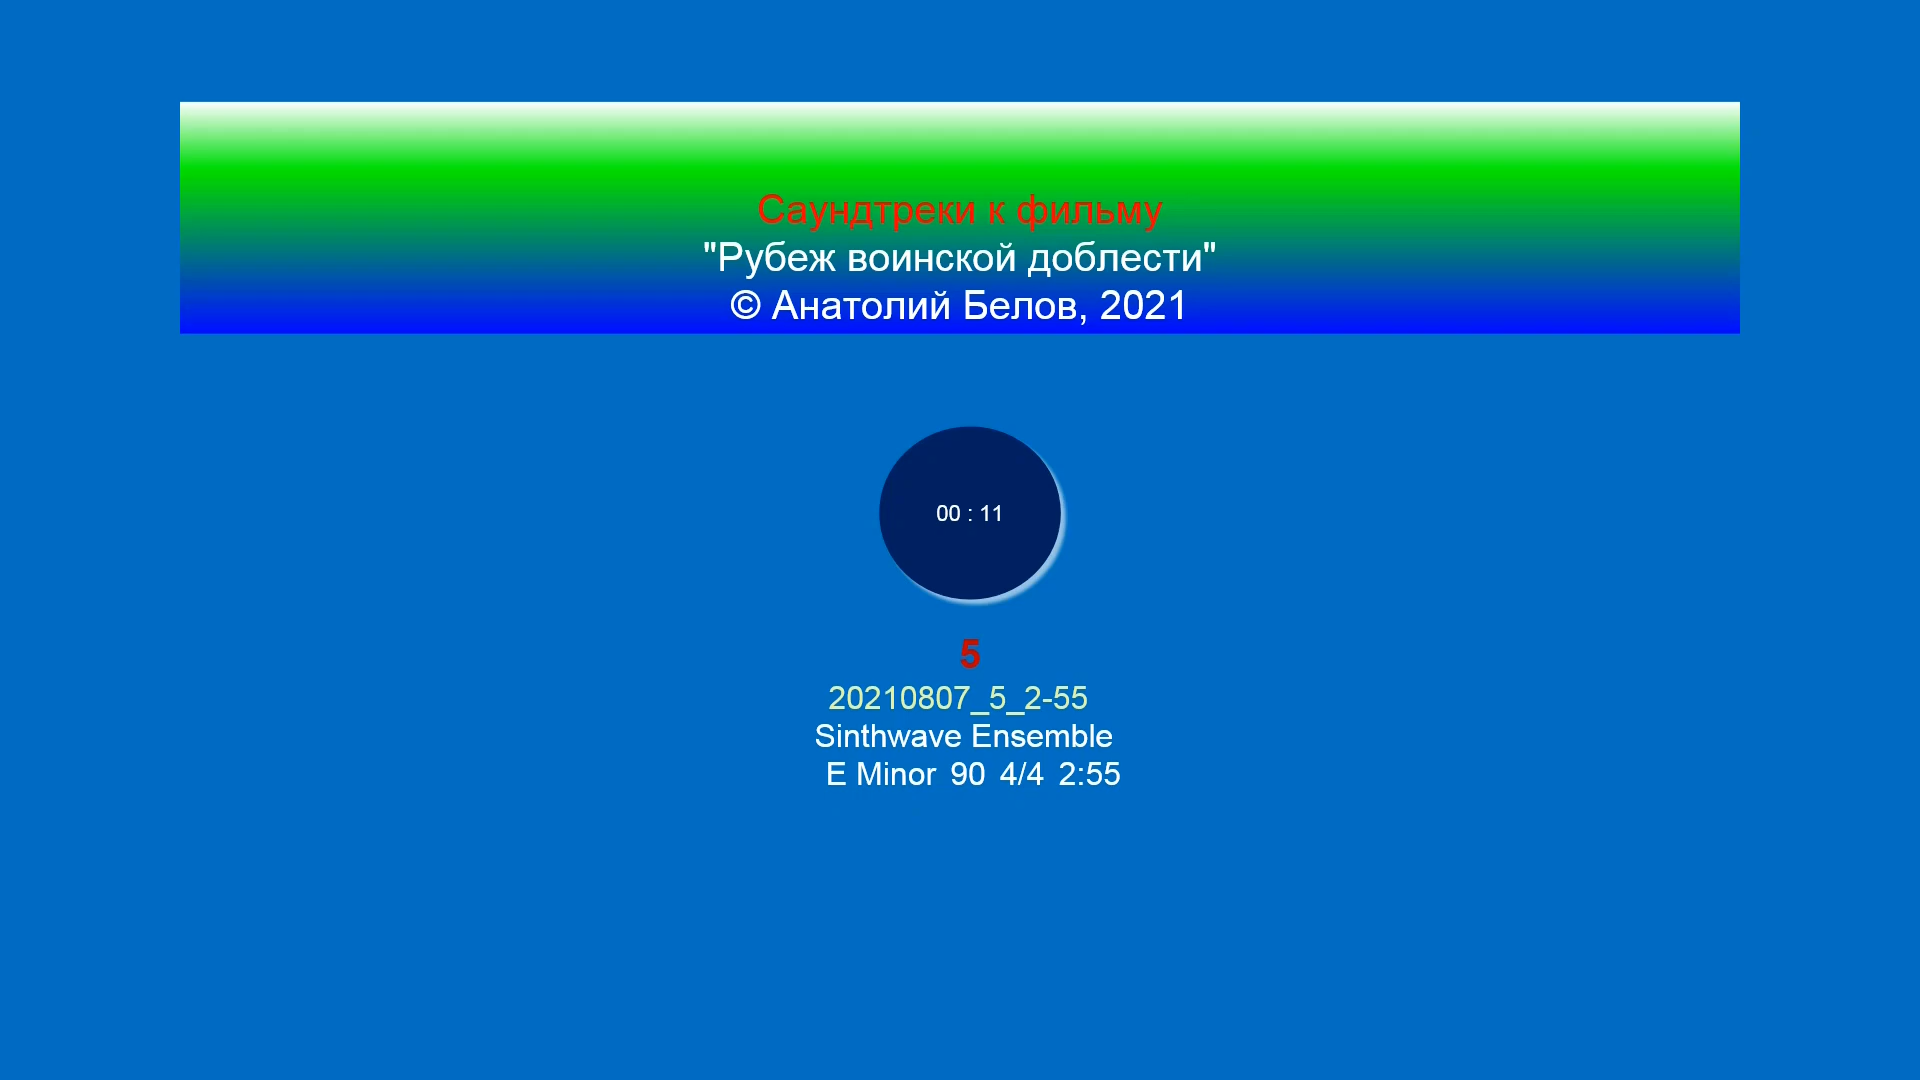 Саундтреки к фильму
"Рубеж воинской доблести"
© Анатолий Белов, 2021
00 : 11
5
20210807_5_2-55
Sinthwave Ensemble
E Minor 90 4/4 2:55